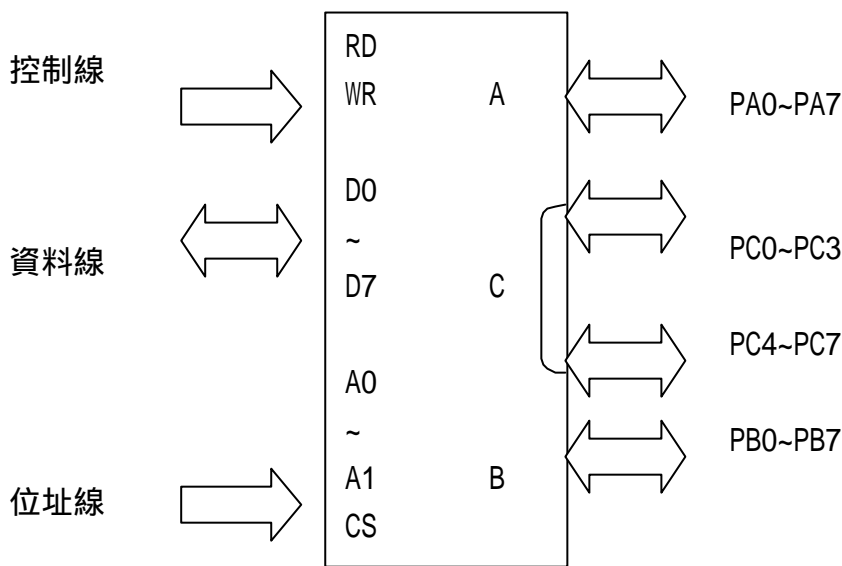 控制線
資料線
位址線
RD
WR
D0
~
D7
A0
~
A1
CS
A
C
B
PA0~PA7
PC0~PC3
PC4~PC7
PB0~PB7